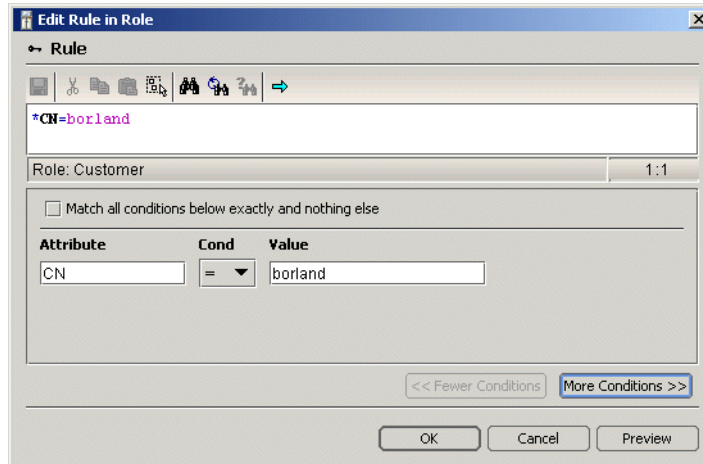 Edit Rule in Role
Rule
*CN=borland
Role: Customer 1:1
Match all conditions below exactly and nothing else
Attribute Cond Value
CN = borland
<< Fewer Conditions More Conditions >>
OK Cancel Preview